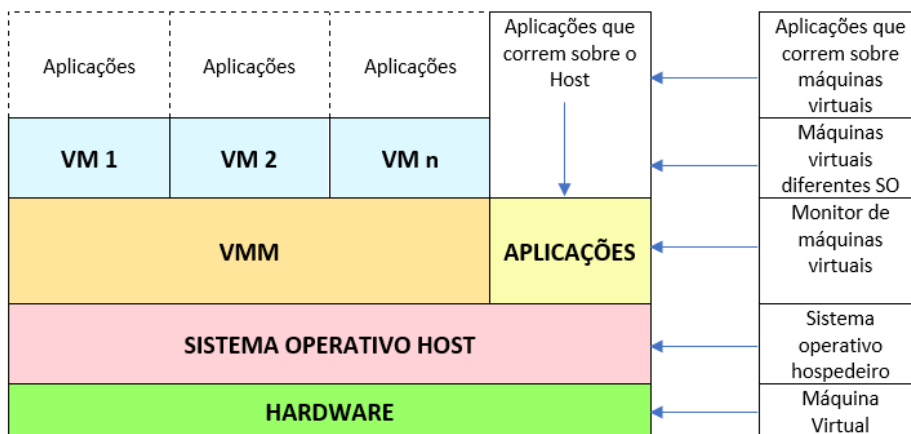 Aplicações
Aplicações
Aplicações
Aplicações que
correm sobre o
Host
Aplicações que
correm sobre
máquinas
virtuais
VM 1
VM 2
VM n
Máquinas
virtuais
diferentes SO
VMM
APLICAÇÕES
Monitor de
máquinas
virtuais
SISTEMA OPERATIVO HOST
Sistema
operativo
hospedeiro
HARDWARE
Máquina
Virtual